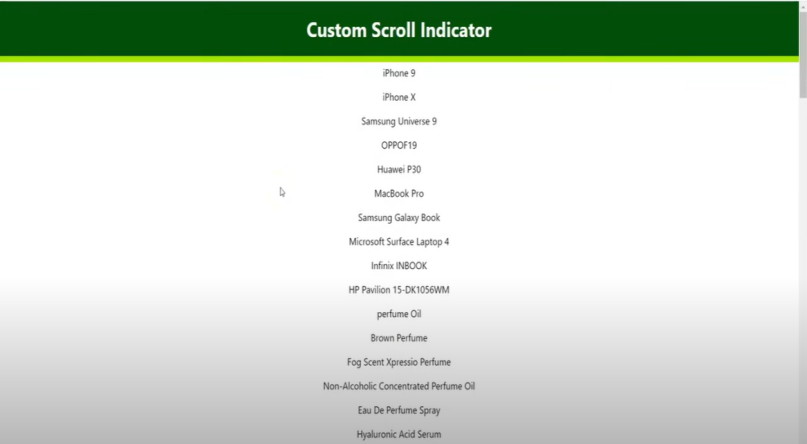 Custom Scroll Indicator
iPhone 9
iPhone X
Samsung Universe 9
OPPOF19
Huawei P30
MacBook Pro
Samsung Galaxy Book
Microsoft Surface Laptop 4
Infinix INBOOK
HP Pavilion 15-DK1056WM
perfume Oil
Brown Perfume
Fog Scent Xpressio Perfume
Non-Alcoholic Concentrated Perfume Oil
Eau De Perfume Spray
Hyaluronic Acid Serum